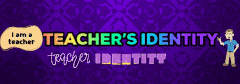 I am a
teacher
TEACHER'S IDENTITY
teacher IDENTITY